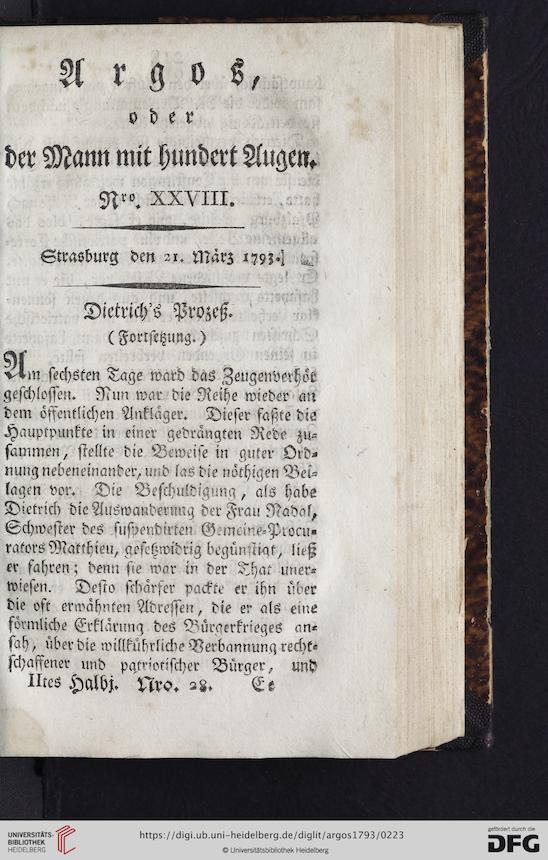 Argos,
oder
der Mann mit hundert Augen.
Nro. XXVIII.
Strasburg den 21. März 1793.
Dietrich's Prozeß.
(Fortsetzung.)
Am sechsten Tage ward das Zeugenverhör
geschlossen. Nun war die Reihe wieder an
dem öffentlichen Ankläger. Dieser faßte die
Hauptpunkte in einer gedrängten Rede zu=
sammen, stellte die Beweise in guter Ord=
nung nebeneinander, und las die nöthigen Bei=
lagen vor. Die Beschuldigung, als habe
Dietrich die Auswanderung der Frau Nadal,
Schwester des suspendirten Gemeine=Procu=
rators Matthieu, gesetzwidrig begünstigt, ließ
er fahren; denn sie war in der That uner=
wiesen. Desto schärfer packte er ihn über
die oft erwähnten Adressen, die er als eine
förmliche Erklärung des Bürgerkrieges an=
sah, über die willkührliche Verbannung recht=
schaffener und patriotischer Bürger, und
IItes Halbj. Nro. 28. Ee
UNIVERSITÄTS-
BIBLIOTHEK
HEIDELBERG
https://digi.ub.uni-heidelberg.de/diglit/argos1793/0223
© Universitätsbibliothek Heidelberg
gefördert durch die
DFG